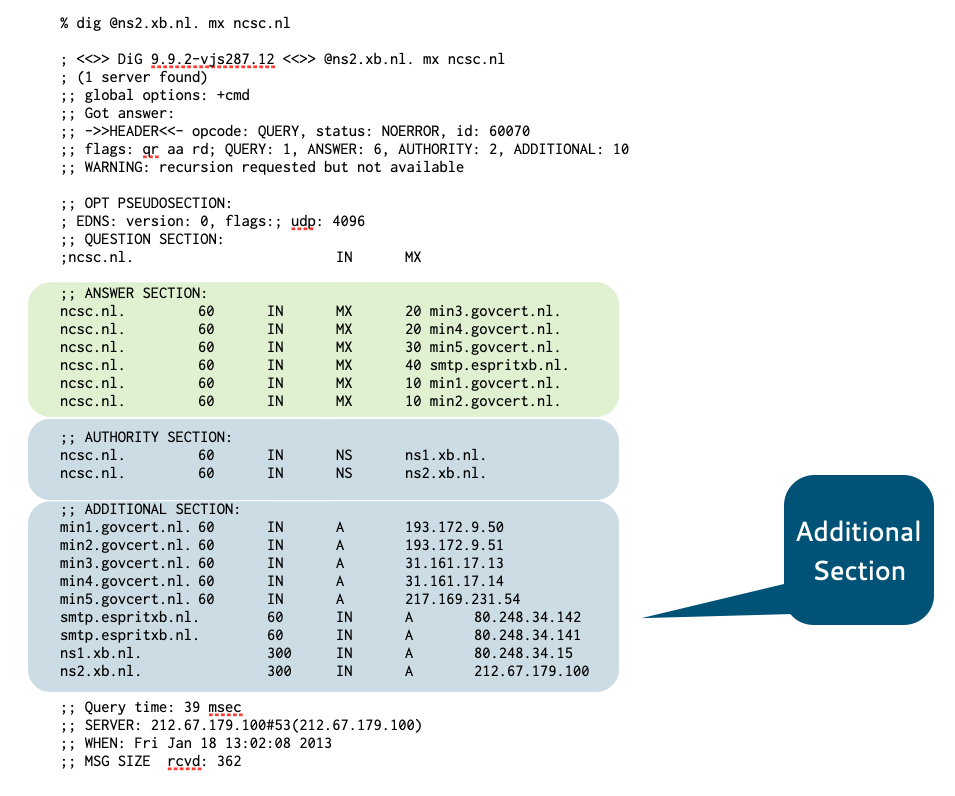 % dig @ns2.xb.nl. mx ncsc.nl
; <<>> DiG 9.9.2-vjs287.12 <<>> @ns2.xb.nl. mx ncsc.nl
; (1 server found)
;; global options: +cmd
;; Got answer:
;; ->>HEADER<<- opcode: QUERY, status: NOERROR, id: 60070
;; flags: qr aa rd; QUERY: 1, ANSWER: 6, AUTHORITY: 2, ADDITIONAL: 10
;; WARNING: recursion requested but not available
;; OPT PSEUDOSECTION:
; EDNS: version: 0, flags:; udp: 4096
;; QUESTION SECTION:
;ncsc.nl. IN MX
;; ANSWER SECTION:
ncsc.nl. 60 IN MX 20 min3.govcert.nl.
ncsc.nl. 60 IN MX 20 min4.govcert.nl.
ncsc.nl. 60 IN MX 30 min5.govcert.nl.
ncsc.nl. 60 IN MX 40 smtp.espritxb.nl.
ncsc.nl. 60 IN MX 10 min1.govcert.nl.
ncsc.nl. 60 IN MX 10 min2.govcert.nl.
;; AUTHORITY SECTION:
ncsc.nl. 60 IN NS ns1.xb.nl.
ncsc.nl. 60 IN NS ns2.xb.nl.
;; ADDITIONAL SECTION:
min1.govcert.nl. 60 IN A 193.172.9.50
min2.govcert.nl. 60 IN A 193.172.9.51
min3.govcert.nl. 60 IN A 31.161.17.13
min4.govcert.nl. 60 IN A 31.161.17.14
min5.govcert.nl. 60 IN A 217.169.231.54
smtp.espritxb.nl. 60 IN A 80.248.34.142
smtp.espritxb.nl. 60 IN A 80.248.34.141
ns1.xb.nl. 300 IN A 80.248.34.15
ns2.xb.nl. 300 IN A 212.67.179.100
;; Query time: 39 msec
;; SERVER: 212.67.179.100#53(212.67.179.100)
;; WHEN: Fri Jan 18 13:02:08 2013
;; MSG SIZE rcvd: 362
Additional
Section